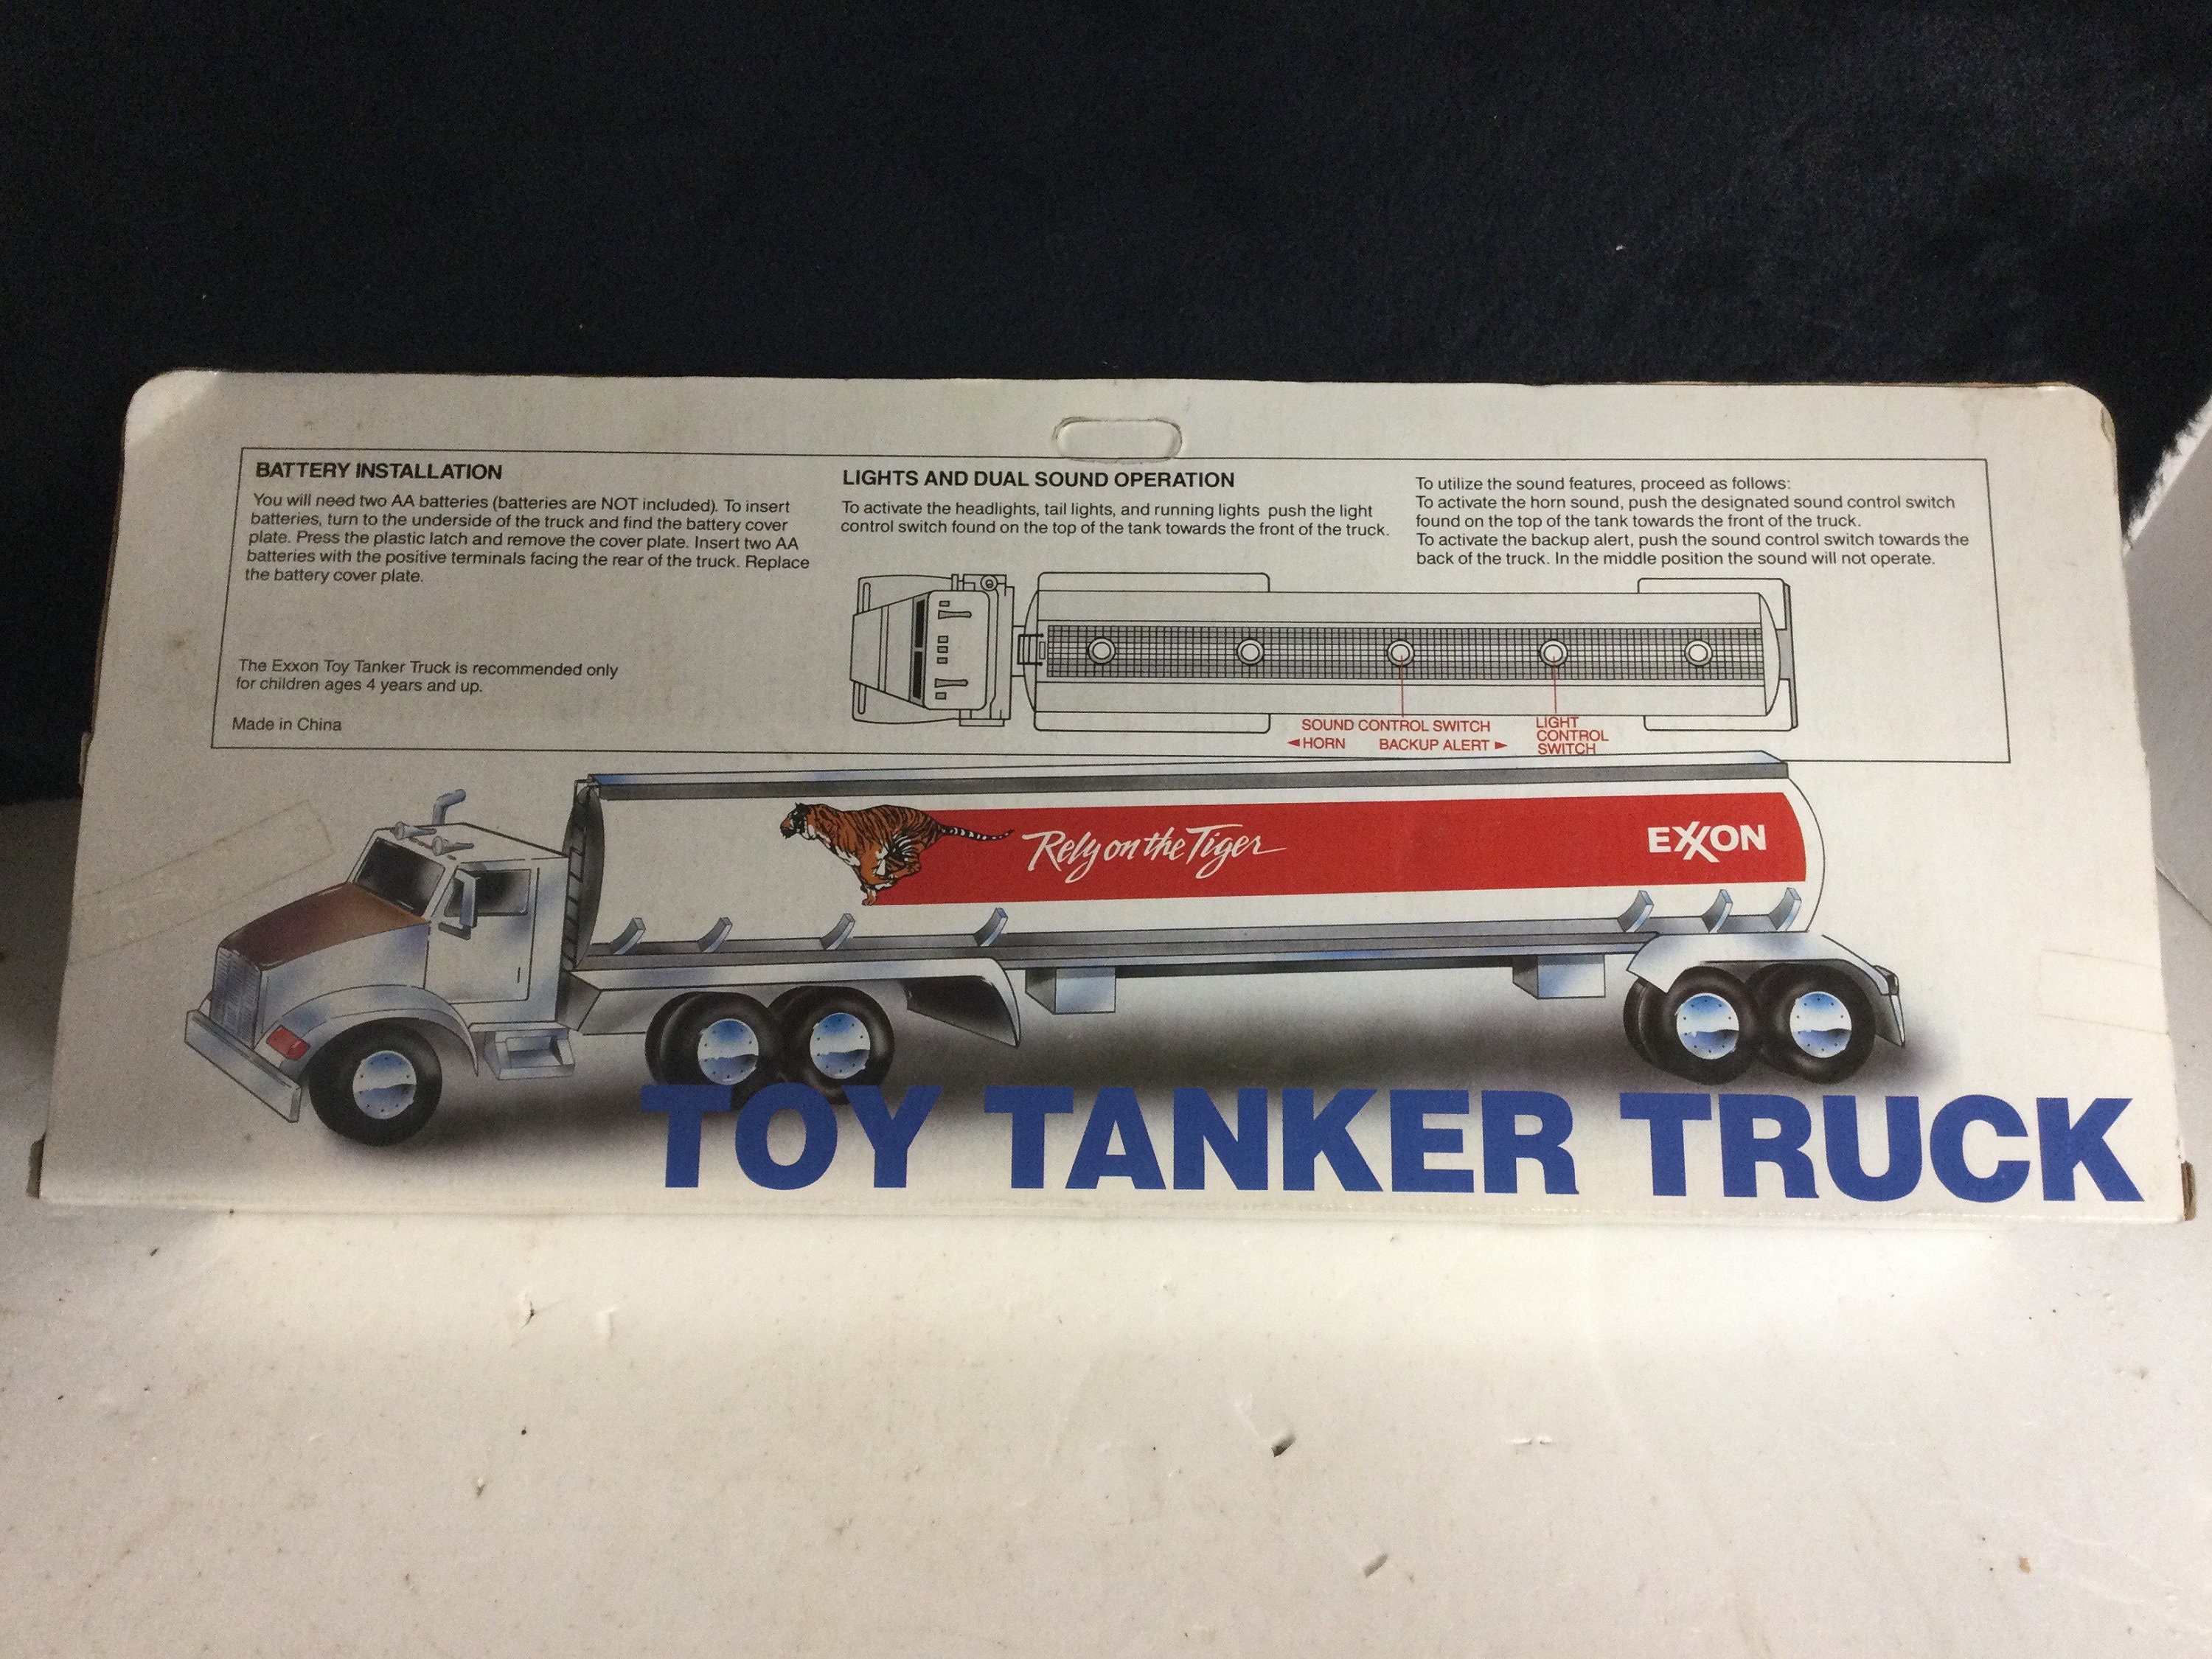 BATTERY INSTALLATION
You will need two AA batteries (batteries are NOT included). To insert
batteries, turn to the underside of the truck and find the battery cover
plate. Press the plastic latch and remove the cover plate. Insert two AA
batteries with the positive terminals facing the rear of the truck. Replace
the battery cover plate.
The Exxon Toy Tanker Truck is recommended only
for children ages 4 years and up.
Made in China
LIGHTS AND DUAL SOUND OPERATION
To activate the headlights, tail lights, and running lights push the light
control switch found on the top of the tank towards the front of the truck.
To utilize the sound features, proceed as follows:
To activate the horn sound, push the designated sound control switch
found on the top of the tank towards the front of the truck.
To activate the backup alert, push the sound control switch towards the
back of the truck. In the middle position the sound will not operate.
SOUND CONTROL SWITCH
◄HORN BACKUP ALERT►
LIGHT
CONTROL
SWITCH
Rely on the Tiger
EXXON
TOY TANKER TRUCK